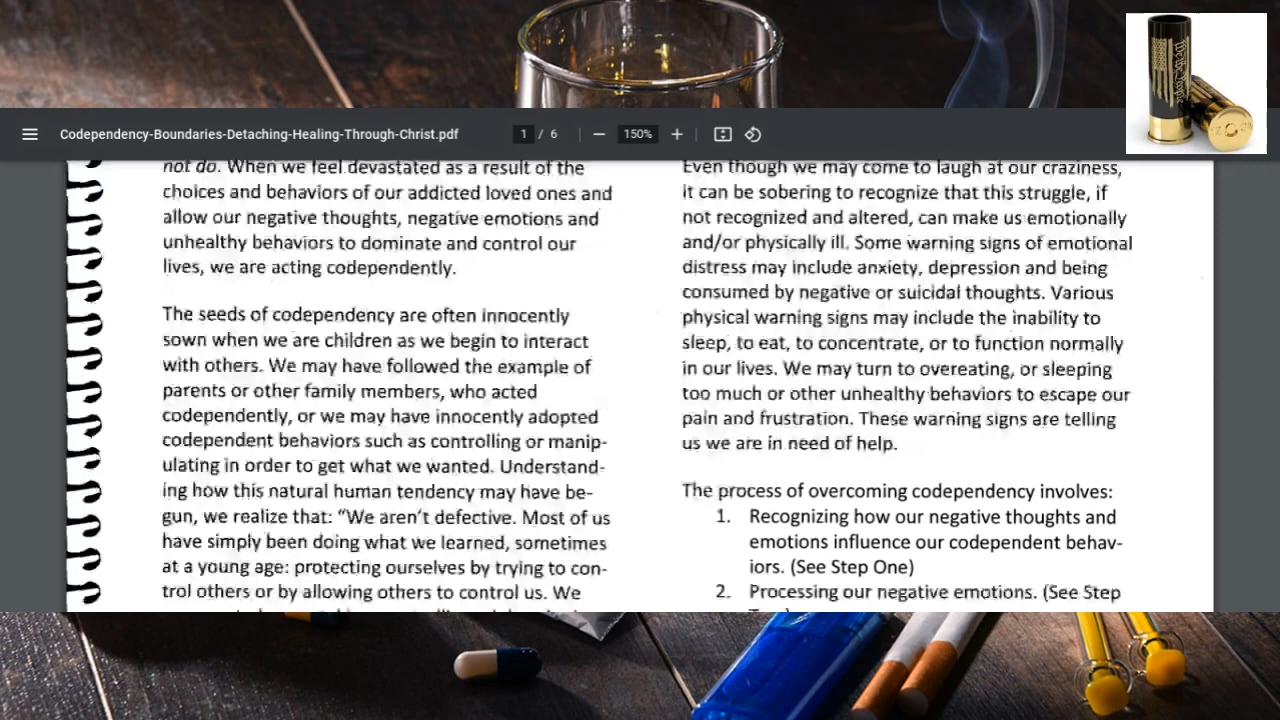 We the People
Codependency-Boundaries-Detaching-Healing-Through-Christ.pdf
1 / 6
150%
not do. When we feel devastated as a result of the
choices and behaviors of our addicted loved ones and
allow our negative thoughts, negative emotions and
unhealthy behaviors to dominate and control our
lives, we are acting codependently.
The seeds of codependency are often innocently
sown when we are children as we begin to interact
with others. We may have followed the example of
parents or other family members, who acted
codependently, or we may have innocently adopted
codependent behaviors such as controlling or manip-
ulating in order to get what we wanted. Understand-
ing how this natural human tendency may have be-
gun, we realize that: “We aren’t defective. Most of us
have simply been doing what we learned, sometimes
at a young age: protecting ourselves by trying to con-
trol others or by allowing others to control us. We
Even though we may come to laugh at our craziness,
it can be sobering to recognize that this struggle, if
not recognized and altered, can make us emotionally
and/or physically ill. Some warning signs of emotional
distress may include anxiety, depression and being
consumed by negative or suicidal thoughts. Various
physical warning signs may include the inability to
sleep, to eat, to concentrate, or to function normally
in our lives. We may turn to overeating, or sleeping
too much or other unhealthy behaviors to escape our
pain and frustration. These warning signs are telling
us we are in need of help.
The process of overcoming codependency involves:
1. Recognizing how our negative thoughts and
emotions influence our codependent behav-
iors. (See Step One)
2. Processing our negative emotions. (See Step